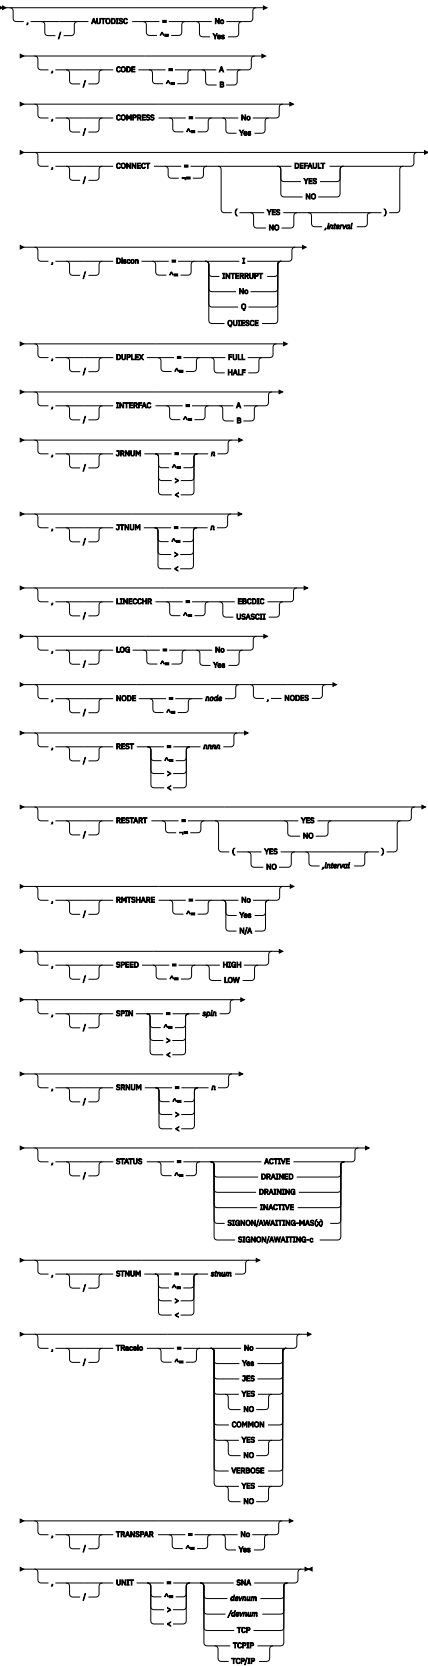 , / AUTODISC = No
^= Yes
, / CODE = A
^= B
, / COMPRESS = No
^= Yes
, / CONNECT = DEFAULT
¬= YES
NO
( YES )
NO ,interval
, / Discon = I
^= INTERRUPT
No
Q
QUIESCE
, / DUPLEX = FULL
^= HALF
, / INTERFAC = A
^= B
, / JRNUM = n
^=
>
<
, / JTNUM = n
^=
>
<
, / LINECCHR = EBCDIC
^= USASCII
, / LOG = No
^= Yes
, / NODE = node , NODES
^=
, / REST = nnnn
^=
>
<
, / RESTART = YES
¬= NO
( YES )
NO ,interval
, / RMTSHARE = No
^= Yes
N/A
, / SPEED = HIGH
^= LOW
, / SPIN = spin
^=
>
<
, / SRNUM = n
^=
>
<
, / STATUS = ACTIVE
^= DRAINED
DRAINING
INACTIVE
SIGNON/AWAITING-MAS(x)
SIGNON/AWAITING-c
, / STNUM = stnum
^=
>
<
, / TRaceio = No
^= Yes
JES
YES
NO
COMMON
YES
NO
VERBOSE
YES
NO
, / TRANSPAR = No
^= Yes
, / UNIT = SNA
^= devnum
> /devnum
< TCP
TCPIP
TCP/IP